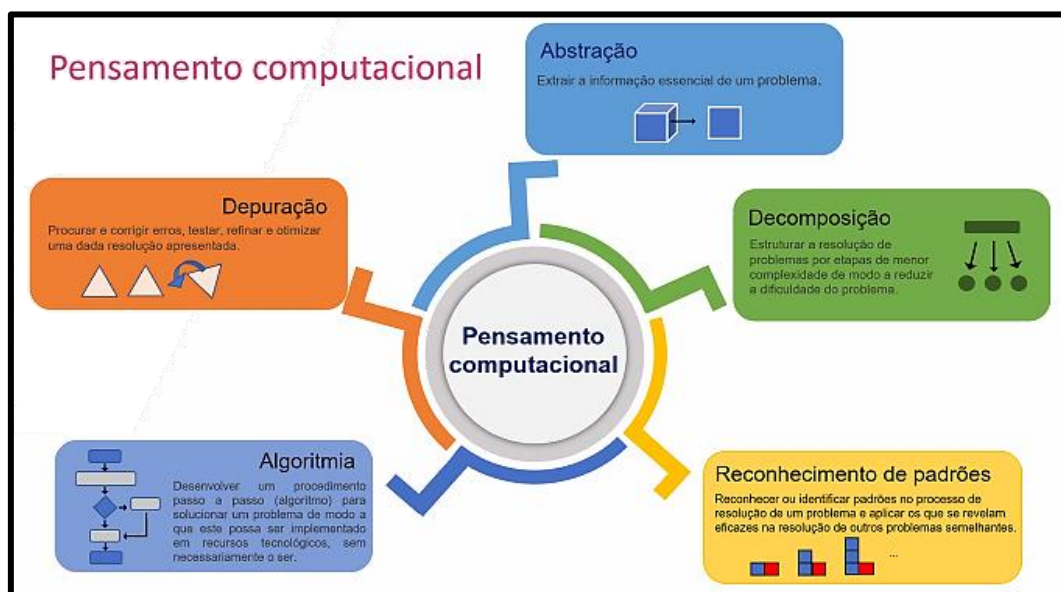 Pensamento computacional
Abstração
Extrair a informação essencial de um problema.
Depuração
Procurar e corrigir erros, testar, refinar e otimizar
uma dada resolução apresentada.
Decomposição
Estruturar a resolução de
problemas por etapas de menor
complexidade de modo a reduzir
a dificuldade do problema.
Pensamento
computacional
Algoritmia
Desenvolver um procedimento
passo a passo (algoritmo) para
solucionar um problema de modo a
que este possa ser implementado
em recursos tecnológicos, sem
necessariamente o ser.
Reconhecimento de padrões
Reconhecer ou identificar padrões no processo de
resolução de um problema e aplicar os que se revelam
eficazes na resolução de outros problemas semelhantes.
...